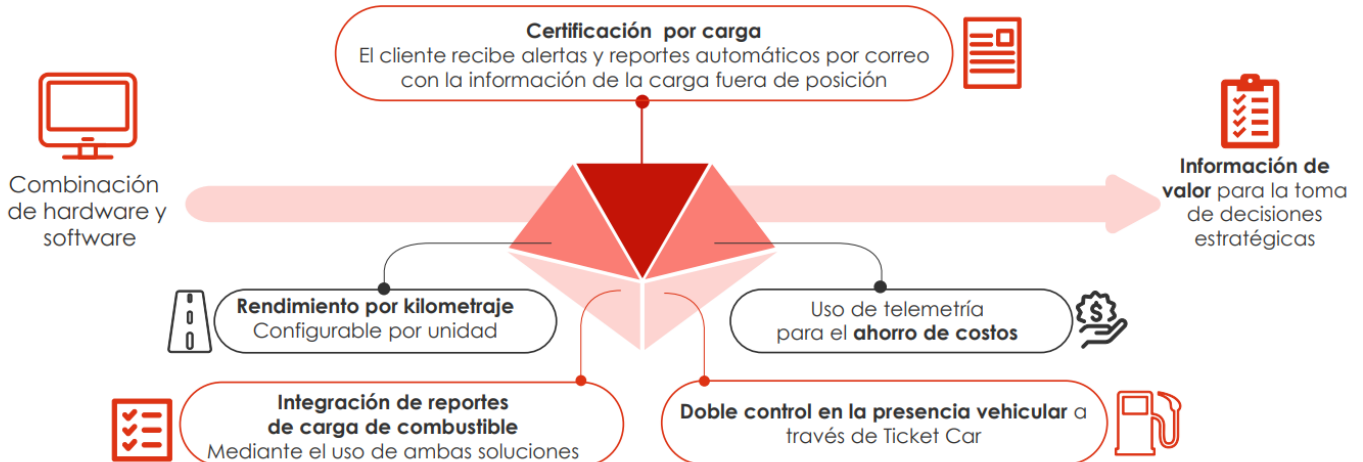 Certificación por carga
El cliente recibe alertas y reportes automáticos por correo
con la información de la carga fuera de posición
Combinación
de hardware y
software
Información de
valor para la toma
de decisiones
estratégicas
Rendimiento por kilometraje
Configurable por unidad
Uso de telemetría
para el ahorro de costos
Integración de reportes
de carga de combustible
Mediante el uso de ambas soluciones
Doble control en la presencia vehicular a
través de Ticket Car
$